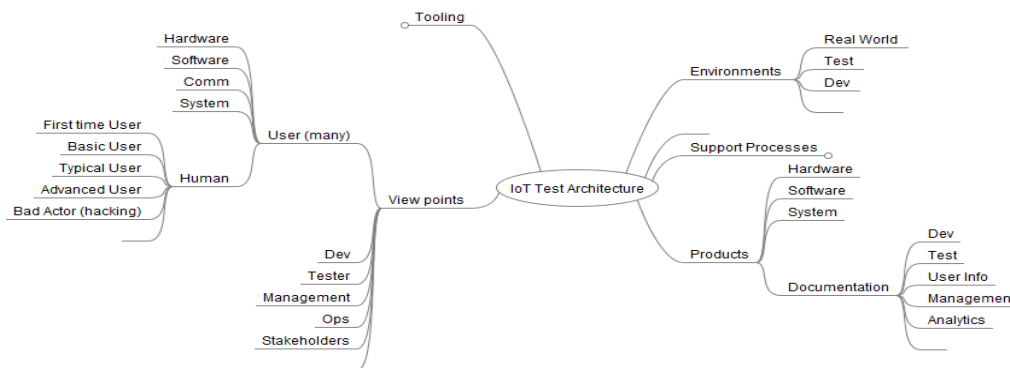 Tooling
Hardware
Software
Comm
System
First time User
Basic User
Typical User
Advanced User
Bad Actor (hacking)
Human
User (many)
View points
Dev
Tester
Management
Ops
Stakeholders
IoT Test Architecture
Environments
Real World
Test
Dev
Support Processes
Products
Hardware
Software
System
Documentation
Dev
Test
User Info
Managemen
Analytics